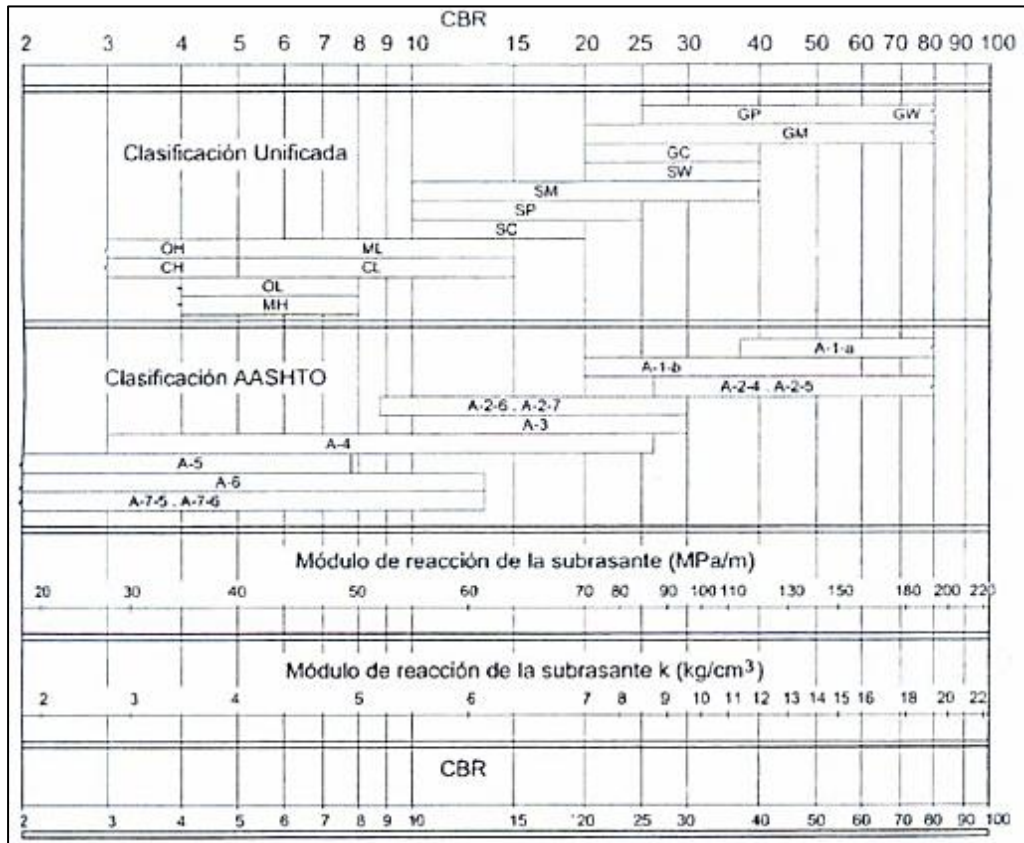 CBR
2 3 4 5 6 7 8 9 10 15 20 25 30 40 50 60 70 80 90 100
GP GW
GM
Clasificación Unificada
GC
SW
SM
SP
SC
OH ML
CH CL
OL
MH
A-1-a
A-1-b
Clasificación AASHTO
A-2-4 . A-2-5
A-2-6 . A-2-7
A-3
A-4
A-5
A-6
A-7-5 . A-7-6
Módulo de reacción de la subrasante (MPa/m)
20 30 40 50 60 70 80 90 100 110 130 150 180 200 220
Módulo de reacción de la subrasante k (kg/cm³)
2 3 4 5 6 7 8 9 10 11 12 13 14 15 16 18 20 22
CBR
2 3 4 5 6 7 8 9 10 15 20 25 30 40 50 60 70 80 90 100